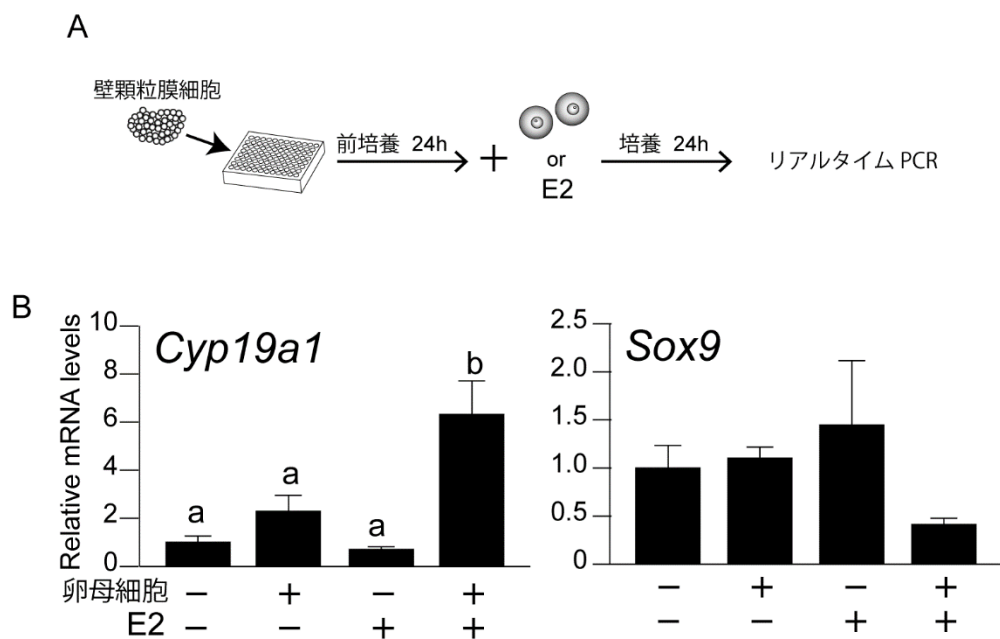 A
壁顆粒膜細胞
前培養 24h
+
or
E2
培養 24h
リアルタイム PCR
B
Relative mRNA levels
10
8
6
4
2
0
Cyp19a1
a
a
a
b
卵母細胞 − + − +
E2 − − + +
2.5
2.0
1.5
1.0
0.5
0
Sox9
− + − +
− − + +